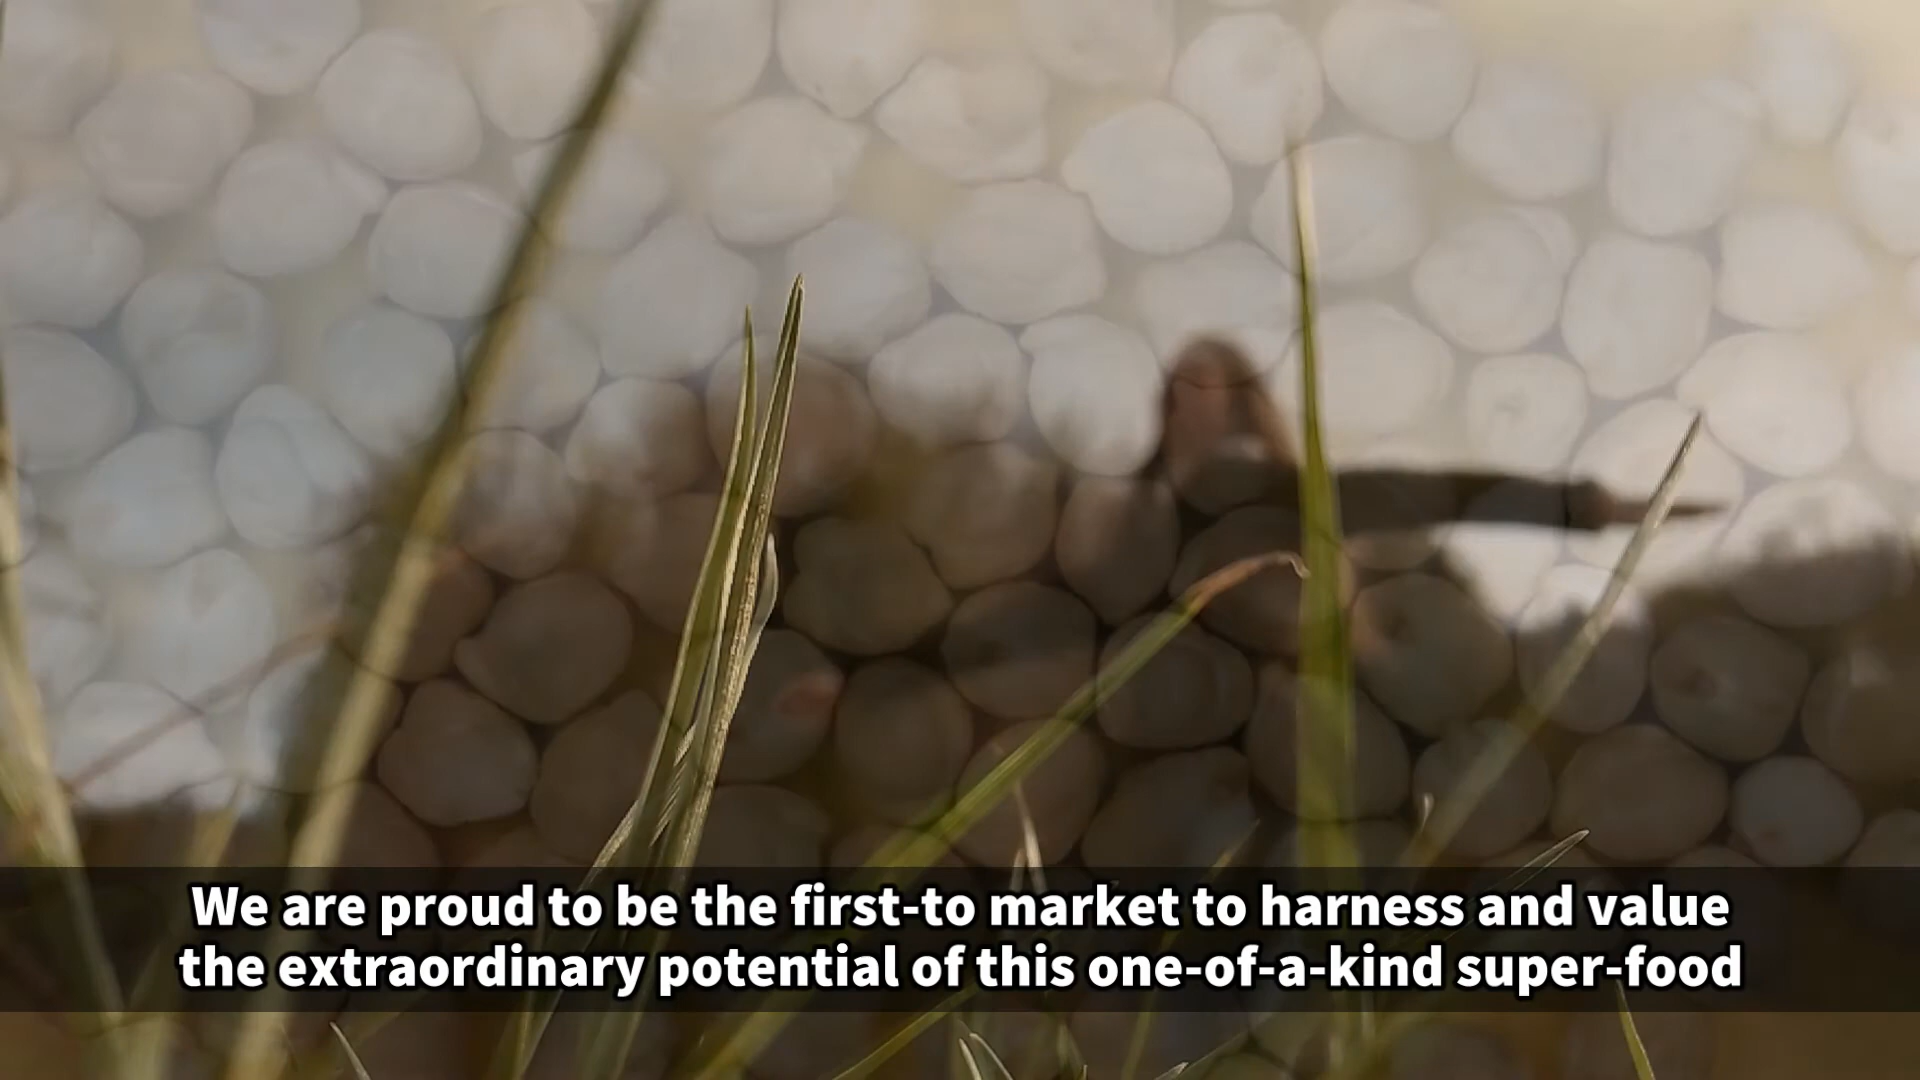 We are proud to be the first-to market to harness and value
the extraordinary potential of this one-of-a-kind super-food